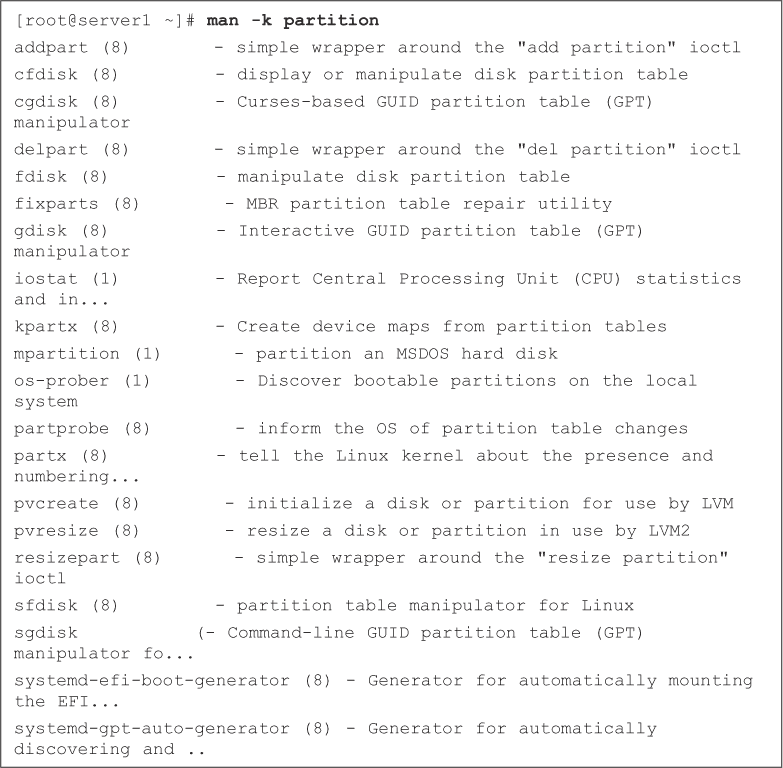 [root@server1 ~]# man -k partition
addpart (8) - simple wrapper around the "add partition" ioctl
cfdisk (8) - display or manipulate disk partition table
cgdisk (8) - Curses-based GUID partition table (GPT)
manipulator
delpart (8) - simple wrapper around the "del partition" ioctl
fdisk (8) - manipulate disk partition table
fixparts (8) - MBR partition table repair utility
gdisk (8) - Interactive GUID partition table (GPT)
manipulator
iostat (1) - Report Central Processing Unit (CPU) statistics
and in...
kpartx (8) - Create device maps from partition tables
mpartition (1) - partition an MSDOS hard disk
os-prober (1) - Discover bootable partitions on the local
system
partprobe (8) - inform the OS of partition table changes
partx (8) - tell the Linux kernel about the presence and
numbering...
pvcreate (8) - initialize a disk or partition for use by LVM
pvresize (8) - resize a disk or partition in use by LVM2
resizepart (8) - simple wrapper around the "resize partition"
ioctl
sfdisk (8) - partition table manipulator for Linux
sgdisk (- Command-line GUID partition table (GPT)
manipulator fo...
systemd-efi-boot-generator (8) - Generator for automatically mounting
the EFI...
systemd-gpt-auto-generator (8) - Generator for automatically
discovering and ..